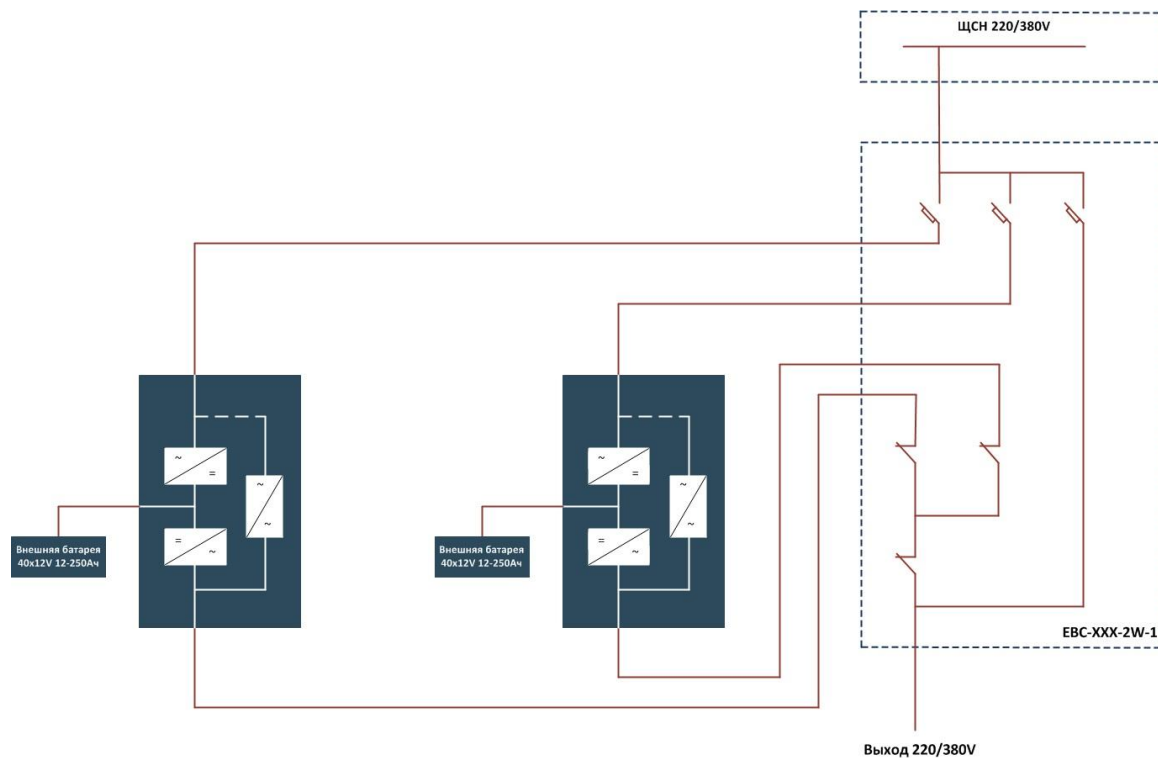 ЩСН 220/380V
~
=
~
~
=
~
Внешняя батарея
40x12V 12-250Ач
~
=
~
~
=
~
Внешняя батарея
40x12V 12-250Ач
EBC-XXX-2W-1
Выход 220/380V